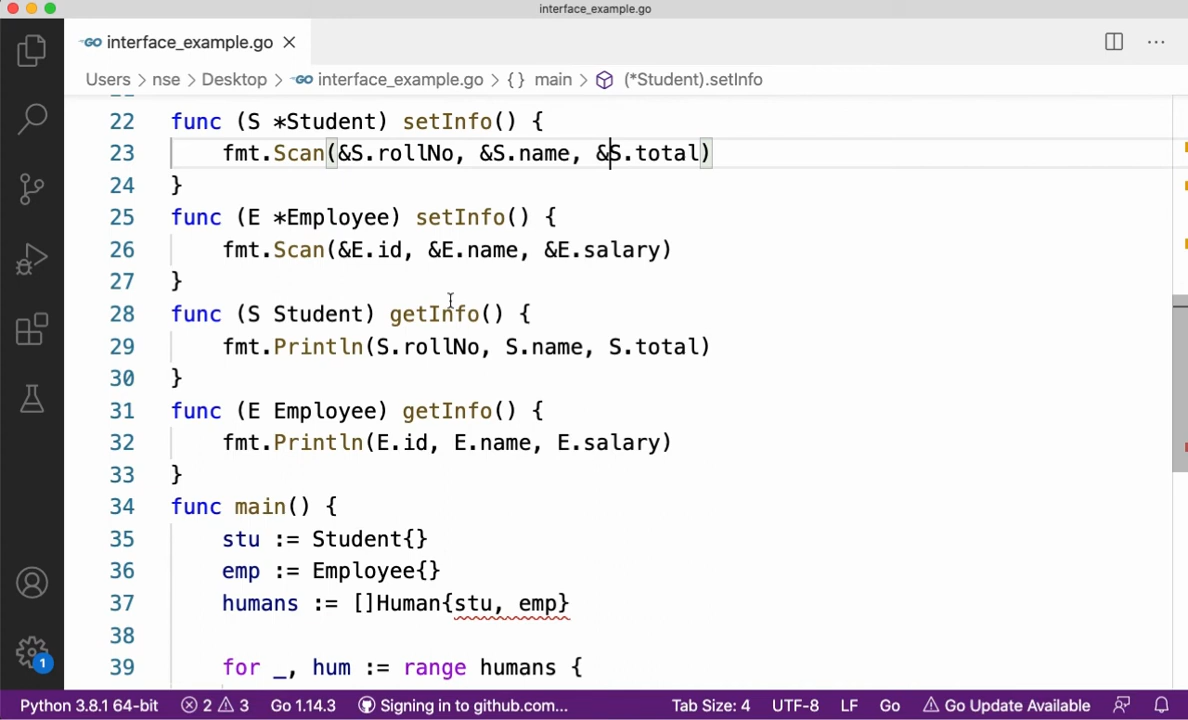 interface_example.go
GO interface_example.go ×
Users > nse > Desktop > GO interface_example.go > {} main > (*Student).setInfo
22 func (S *Student) setInfo() {
23 fmt.Scan(&S.rollNo, &S.name, &S.total)
24 }
25 func (E *Employee) setInfo() {
26 fmt.Scan(&E.id, &E.name, &E.salary)
27 }
28 func (S Student) getInfo() {
29 fmt.Println(S.rollNo, S.name, S.total)
30 }
31 func (E Employee) getInfo() {
32 fmt.Println(E.id, E.name, E.salary)
33 }
34 func main() {
35 stu := Student{}
36 emp := Employee{}
37 humans := []Human{stu, emp}
38
39 for _, hum := range humans {
1
Python 3.8.1 64-bit 2 3 Go 1.14.3 Signing in to github.com... Tab Size: 4 UTF-8 LF Go Go Update Available